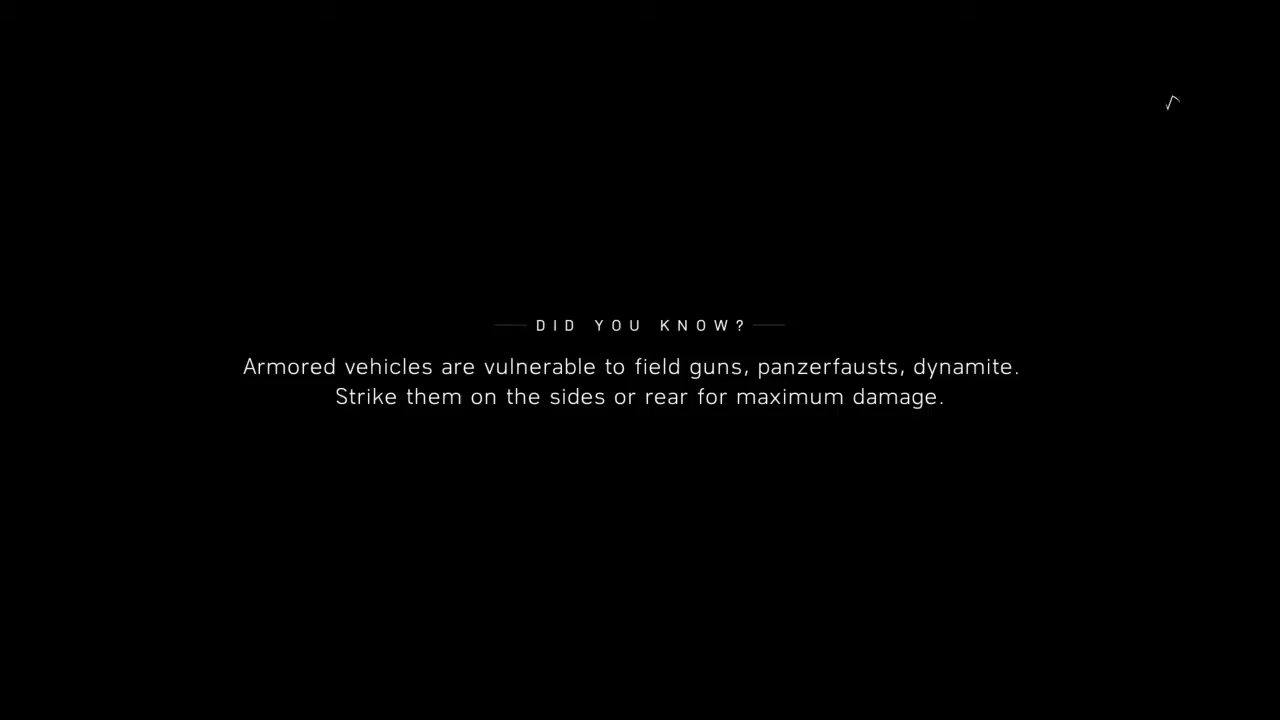 DID YOU KNOW?
Armored vehicles are vulnerable to field guns, panzerfausts, dynamite.
Strike them on the sides or rear for maximum damage.